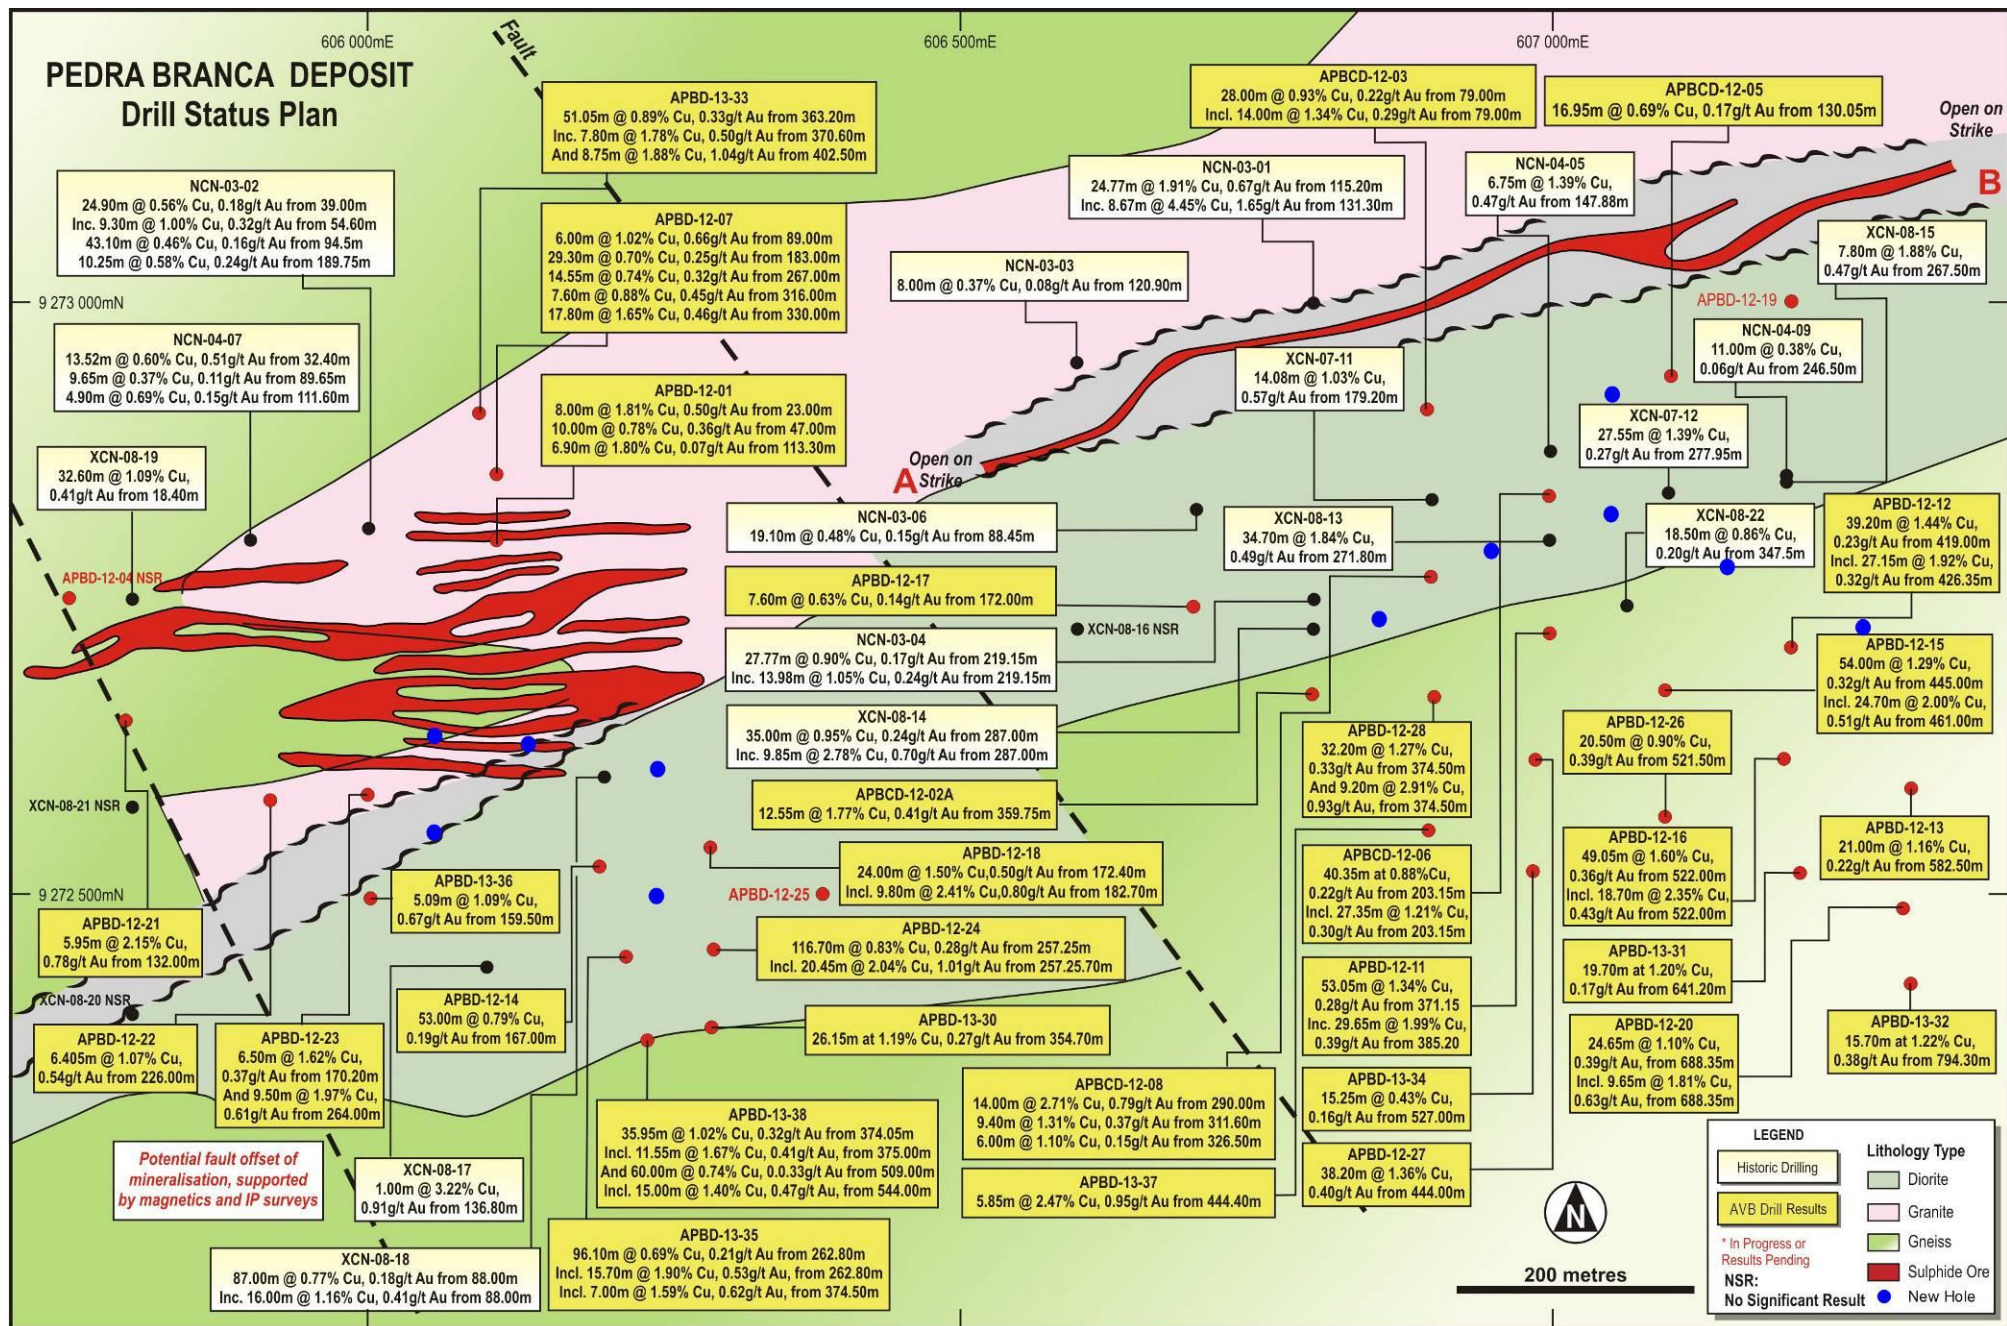 606 000mE
606 500mE
607 000mE
PEDRA BRANCA DEPOSIT
Drill Status Plan
Fault
9 273 000mN
9 272 500mN
NCN-03-02
24.90m @ 0.56% Cu, 0.18g/t Au from 39.00m
Inc. 9.30m @ 1.00% Cu, 0.32g/t Au from 54.60m
43.10m @ 0.46% Cu, 0.16g/t Au from 94.5m
10.25m @ 0.58% Cu, 0.24g/t Au from 189.75m
NCN-04-07
13.52m @ 0.60% Cu, 0.51g/t Au from 32.40m
9.65m @ 0.37% Cu, 0.11g/t Au from 89.65m
4.90m @ 0.69% Cu, 0.15g/t Au from 111.60m
XCN-08-19
32.60m @ 1.09% Cu,
0.41g/t Au from 18.40m
APBD-12-04 NSR
APBD-13-33
51.05m @ 0.89% Cu, 0.33g/t Au from 363.20m
Inc. 7.80m @ 1.78% Cu, 0.50g/t Au from 370.60m
And 8.75m @ 1.88% Cu, 1.04g/t Au from 402.50m
APBD-12-07
6.00m @ 1.02% Cu, 0.66g/t Au from 89.00m
29.30m @ 0.70% Cu, 0.25g/t Au from 183.00m
14.55m @ 0.74% Cu, 0.32g/t Au from 267.00m
7.60m @ 0.88% Cu, 0.45g/t Au from 316.00m
17.80m @ 1.65% Cu, 0.46g/t Au from 330.00m
APBD-12-01
8.00m @ 1.81% Cu, 0.50g/t Au from 23.00m
10.00m @ 0.78% Cu, 0.36g/t Au from 47.00m
6.90m @ 1.80% Cu, 0.07g/t Au from 113.30m
NCN-03-03
8.00m @ 0.37% Cu, 0.08g/t Au from 120.90m
NCN-03-01
24.77m @ 1.91% Cu, 0.67g/t Au from 115.20m
Inc. 8.67m @ 4.45% Cu, 1.65g/t Au from 131.30m
APBCD-12-03
28.00m @ 0.93% Cu, 0.22g/t Au from 79.00m
Incl. 14.00m @ 1.34% Cu, 0.29g/t Au from 79.00m
APBCD-12-05
16.95m @ 0.69% Cu, 0.17g/t Au from 130.05m
NCN-04-05
6.75m @ 1.39% Cu,
0.47g/t Au from 147.88m
Open on
Strike
B
XCN-08-15
7.80m @ 1.88% Cu,
0.47g/t Au from 267.50m
APBD-12-19
NCN-04-09
11.00m @ 0.38% Cu,
0.06g/t Au from 246.50m
XCN-07-11
14.08m @ 1.03% Cu,
0.57g/t Au from 179.20m
XCN-07-12
27.55m @ 1.39% Cu,
0.27g/t Au from 277.95m
Open on
Strike
A
NCN-03-06
19.10m @ 0.48% Cu, 0.15g/t Au from 88.45m
XCN-08-13
34.70m @ 1.84% Cu,
0.49g/t Au from 271.80m
XCN-08-22
18.50m @ 0.86% Cu,
0.20g/t Au from 347.5m
APBD-12-12
39.20m @ 1.44% Cu,
0.23g/t Au from 419.00m
Incl. 27.15m @ 1.92% Cu,
0.32g/t Au from 426.35m
APBD-12-17
7.60m @ 0.63% Cu, 0.14g/t Au from 172.00m
XCN-08-16 NSR
NCN-03-04
27.77m @ 0.90% Cu, 0.17g/t Au from 219.15m
Inc. 13.98m @ 1.05% Cu, 0.24g/t Au from 219.15m
XCN-08-14
35.00m @ 0.95% Cu, 0.24g/t Au from 287.00m
Inc. 9.85m @ 2.78% Cu, 0.70g/t Au from 287.00m
APBCD-12-02A
12.55m @ 1.77% Cu, 0.41g/t Au from 359.75m
APBD-12-15
54.00m @ 1.29% Cu,
0.32g/t Au from 445.00m
Incl. 24.70m @ 2.00% Cu,
0.51g/t Au from 461.00m
APBD-12-28
32.20m @ 1.27% Cu,
0.33g/t Au from 374.50m
And 9.20m @ 2.91% Cu,
0.93g/t Au, from 374.50m
APBD-12-26
20.50m @ 0.90% Cu,
0.39g/t Au from 521.50m
XCN-08-21 NSR
APBD-12-18
24.00m @ 1.50% Cu,0.50g/t Au from 172.40m
Incl. 9.80m @ 2.41% Cu,0.80g/t Au from 182.70m
APBD-12-25
APBCD-12-06
40.35m at 0.88%Cu,
0.22g/t Au from 203.15m
Incl. 27.35m @ 1.21% Cu,
0.30g/t Au from 203.15m
APBD-12-16
49.05m @ 1.60% Cu,
0.36g/t Au from 522.00m
Incl. 18.70m @ 2.35% Cu,
0.43g/t Au from 522.00m
APBD-12-13
21.00m @ 1.16% Cu,
0.22g/t Au from 582.50m
APBD-13-36
5.09m @ 1.09% Cu,
0.67g/t Au from 159.50m
APBD-12-21
5.95m @ 2.15% Cu,
0.78g/t Au from 132.00m
XCN-08-20 NSR
APBD-12-24
116.70m @ 0.83% Cu, 0.28g/t Au from 257.25m
Incl. 20.45m @ 2.04% Cu, 1.01g/t Au from 257.25.70m
APBD-12-11
53.05m @ 1.34% Cu,
0.28g/t Au from 371.15
Inc. 29.65m @ 1.99% Cu,
0.39g/t Au from 385.20
APBD-13-31
19.70m at 1.20% Cu,
0.17g/t Au from 641.20m
APBD-12-14
53.00m @ 0.79% Cu,
0.19g/t Au from 167.00m
APBD-13-30
26.15m at 1.19% Cu, 0.27g/t Au from 354.70m
APBD-12-22
6.405m @ 1.07% Cu,
0.54g/t Au from 226.00m
APBD-12-23
6.50m @ 1.62% Cu,
0.37g/t Au from 170.20m
And 9.50m @ 1.97% Cu,
0.61g/t Au from 264.00m
APBD-12-20
24.65m @ 1.10% Cu,
0.39g/t Au, from 688.35m
Incl. 9.65m @ 1.81% Cu,
0.63g/t Au, from 688.35m
APBD-13-32
15.70m at 1.22% Cu,
0.38g/t Au from 794.30m
APBCD-12-08
14.00m @ 2.71% Cu, 0.79g/t Au from 290.00m
9.40m @ 1.31% Cu, 0.37g/t Au from 311.60m
6.00m @ 1.10% Cu, 0.15g/t Au from 326.50m
APBD-13-34
15.25m @ 0.43% Cu,
0.16g/t Au from 527.00m
APBD-13-38
35.95m @ 1.02% Cu, 0.32g/t Au from 374.05m
Incl. 11.55m @ 1.67% Cu, 0.41g/t Au, from 375.00m
And 60.00m @ 0.74% Cu, 0.0.33g/t Au from 509.00m
Incl. 15.00m @ 1.40% Cu, 0.47g/t Au, from 544.00m
APBD-13-37
5.85m @ 2.47% Cu, 0.95g/t Au from 444.40m
APBD-12-27
38.20m @ 1.36% Cu,
0.40g/t Au from 444.00m
Potential fault offset of
mineralisation, supported
by magnetics and IP surveys
XCN-08-17
1.00m @ 3.22% Cu,
0.91g/t Au from 136.80m
XCN-08-18
87.00m @ 0.77% Cu, 0.18g/t Au from 88.00m
Inc. 16.00m @ 1.16% Cu, 0.41g/t Au from 88.00m
APBD-13-35
96.10m @ 0.69% Cu, 0.21g/t Au from 262.80m
Incl. 15.70m @ 1.90% Cu, 0.53g/t Au, from 262.80m
Incl. 7.00m @ 1.59% Cu, 0.62g/t Au, from 374.50m
N
200 metres
LEGEND
Historic Drilling
AVB Drill Results
* In Progress or
Results Pending
NSR:
No Significant Result
Lithology Type
Diorite
Granite
Gneiss
Sulphide Ore
New Hole